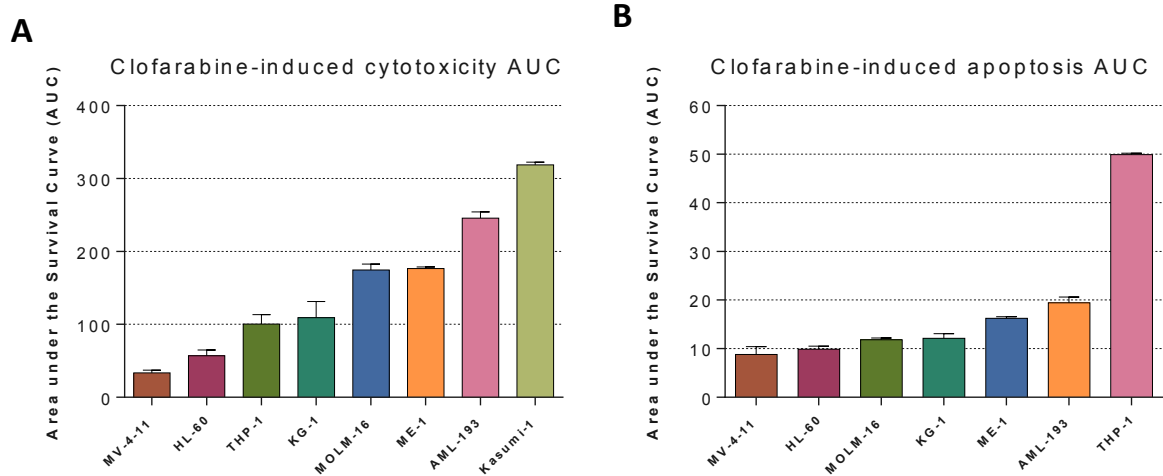 A
Clofarabine-induced cytotoxicity AUC
Area under the Survival Curve (AUC)
400
300
200
100
0
MV-4-11
HL-60
THP-1
KG-1
MOLM-16
ME-1
AML-193
Kasumi-1
B
Clofarabine-induced apoptosis AUC
Area under the Survival Curve (AUC)
60
50
40
30
20
10
0
MV-4-11
HL-60
MOLM-16
KG-1
ME-1
AML-193
THP-1